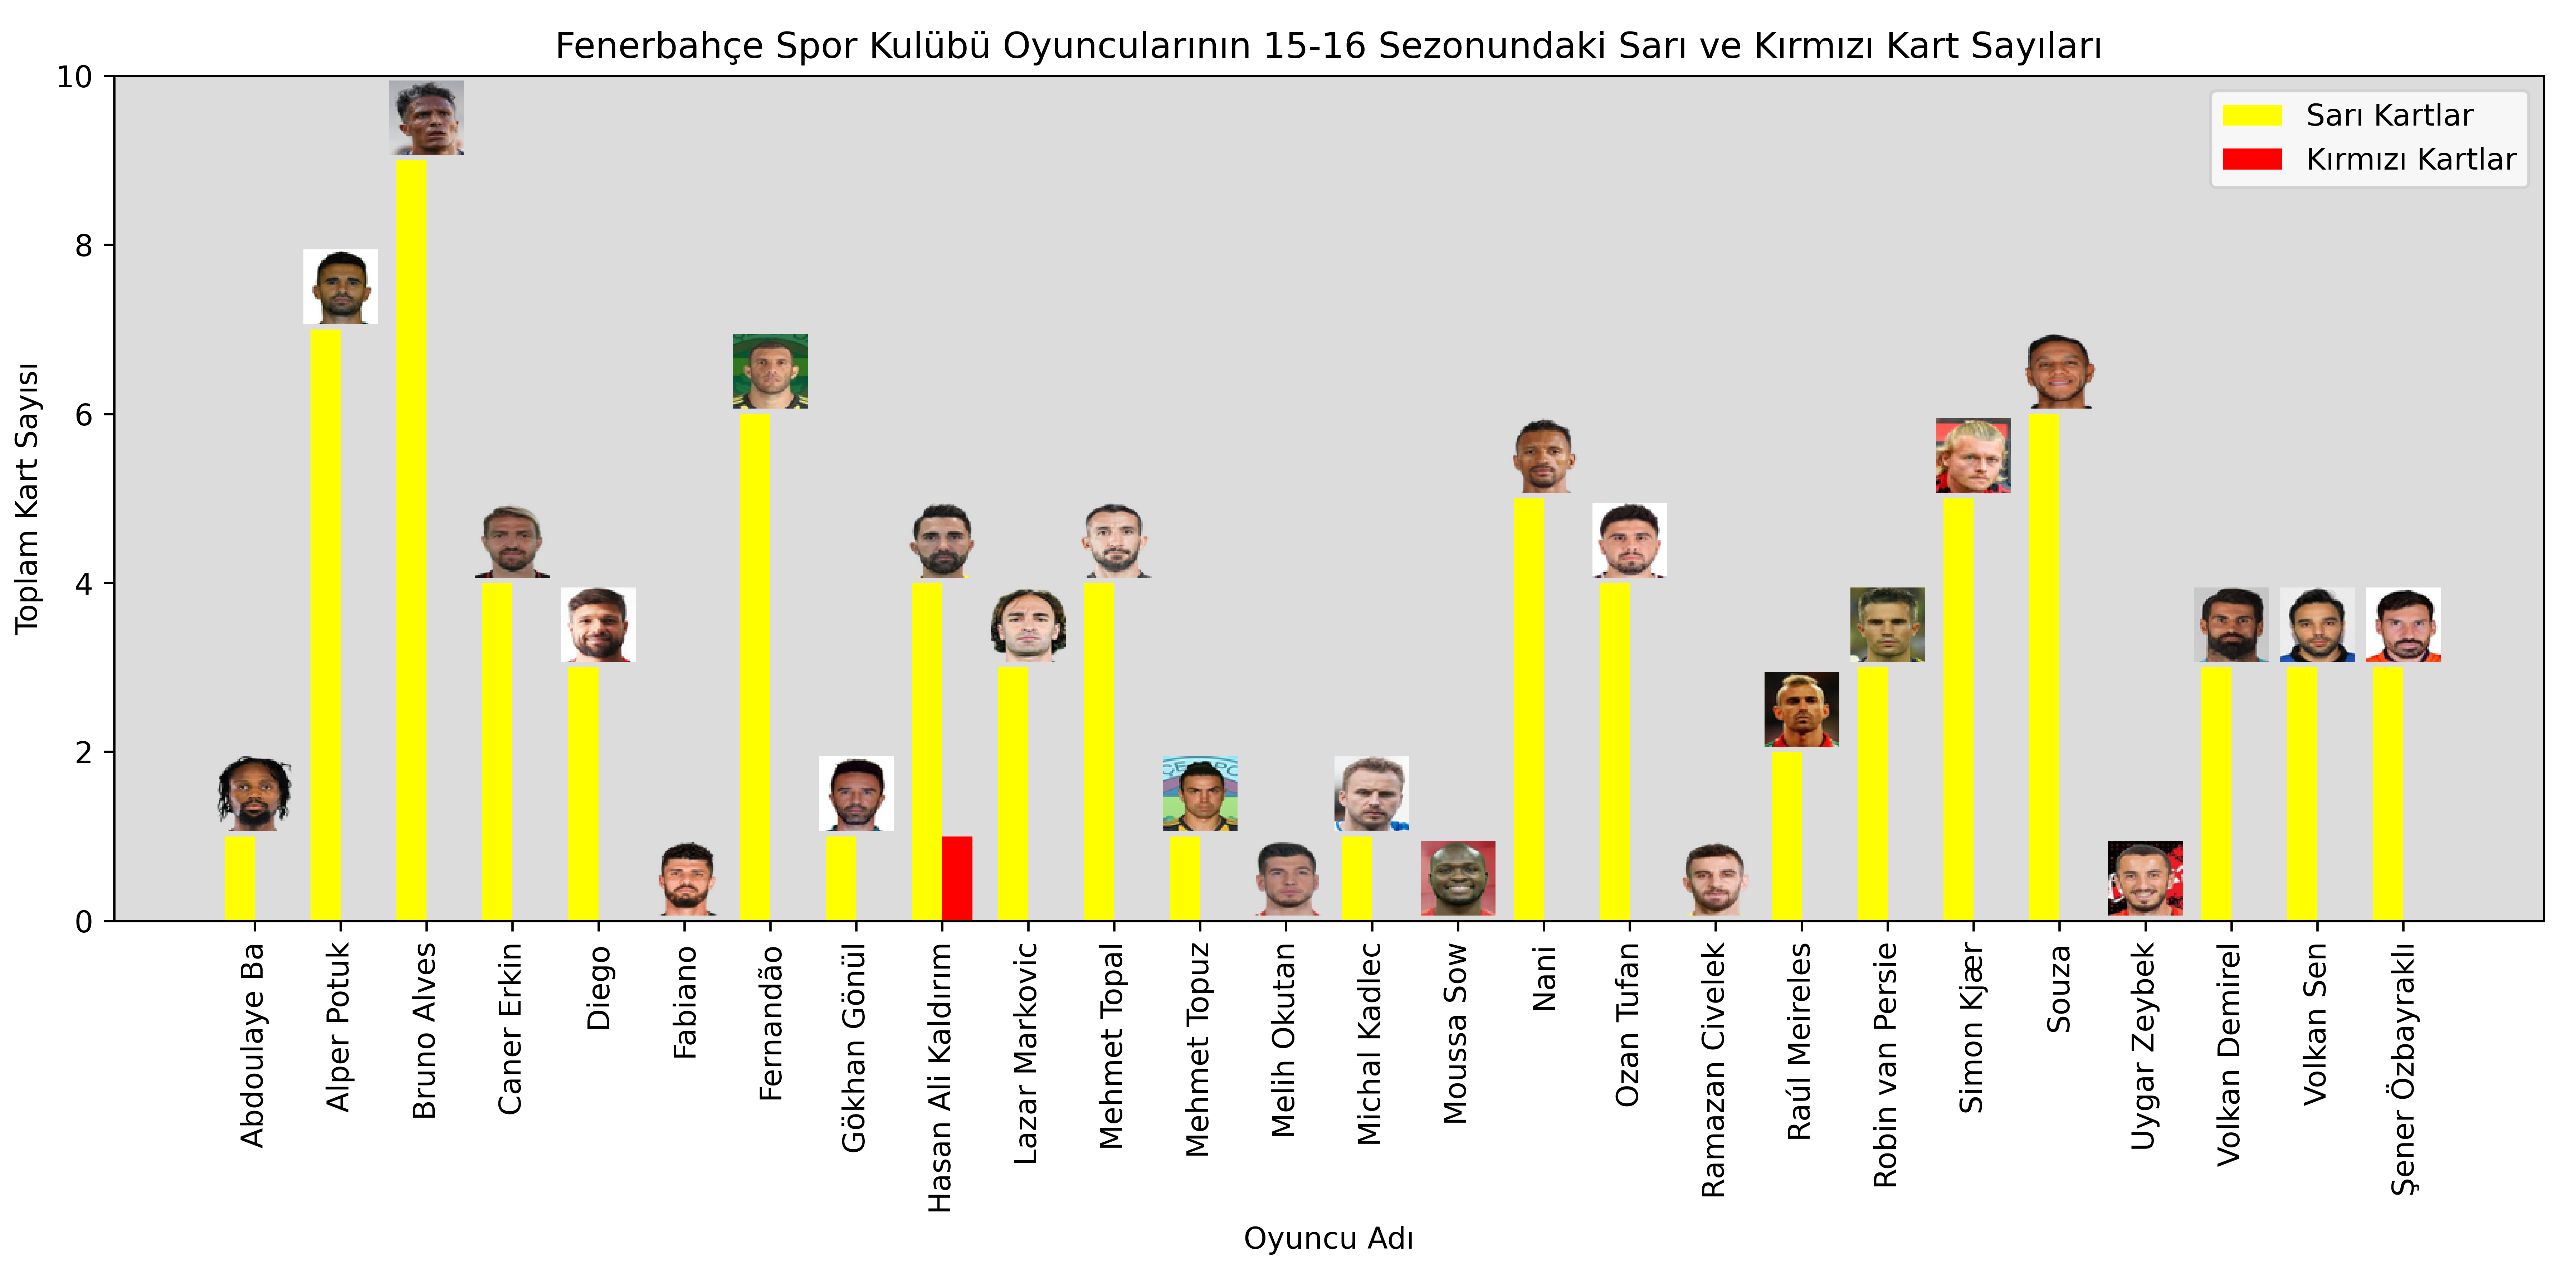 Fenerbahçe Spor Kulübü Oyuncularının 15-16 Sezonundaki Sarı ve Kırmızı Kart Sayıları
Sarı Kartlar
Kırmızı Kartlar
Toplam Kart Sayısı
10
8
6
4
2
0
Abdoulaye Ba
Alper Potuk
Bruno Alves
Caner Erkin
Diego
Fabiano
Fernandão
Gökhan Gönül
Hasan Ali Kaldırım
Lazar Markovic
Mehmet Topal
Mehmet Topuz
Melih Okutan
Michal Kadlec
Moussa Sow
Nani
Ozan Tufan
Ramazan Civelek
Raúl Meireles
Robin van Persie
Simon Kjær
Souza
Uygar Zeybek
Volkan Demirel
Volkan Sen
Şener Özbayraklı
Oyuncu Adı